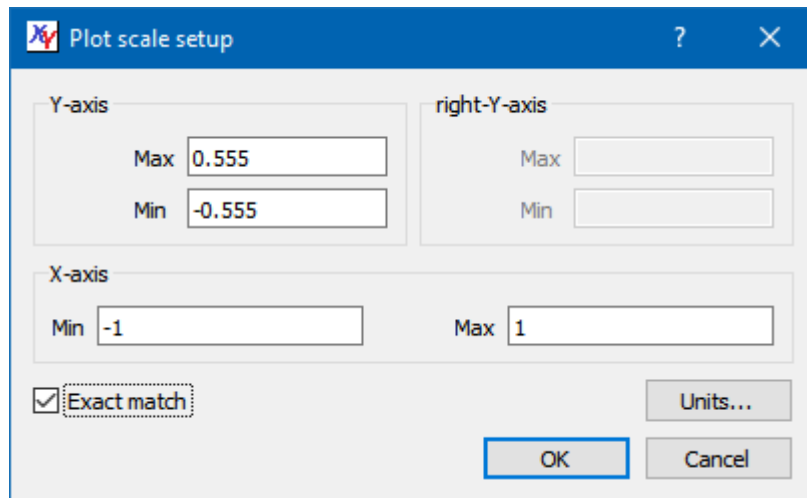 XY Plot scale setup ? ×
Y-axis
Max 0.555
Min -0.555
right-Y-axis
Max
Min
X-axis
Min -1 Max 1
Exact match Units...
OK Cancel